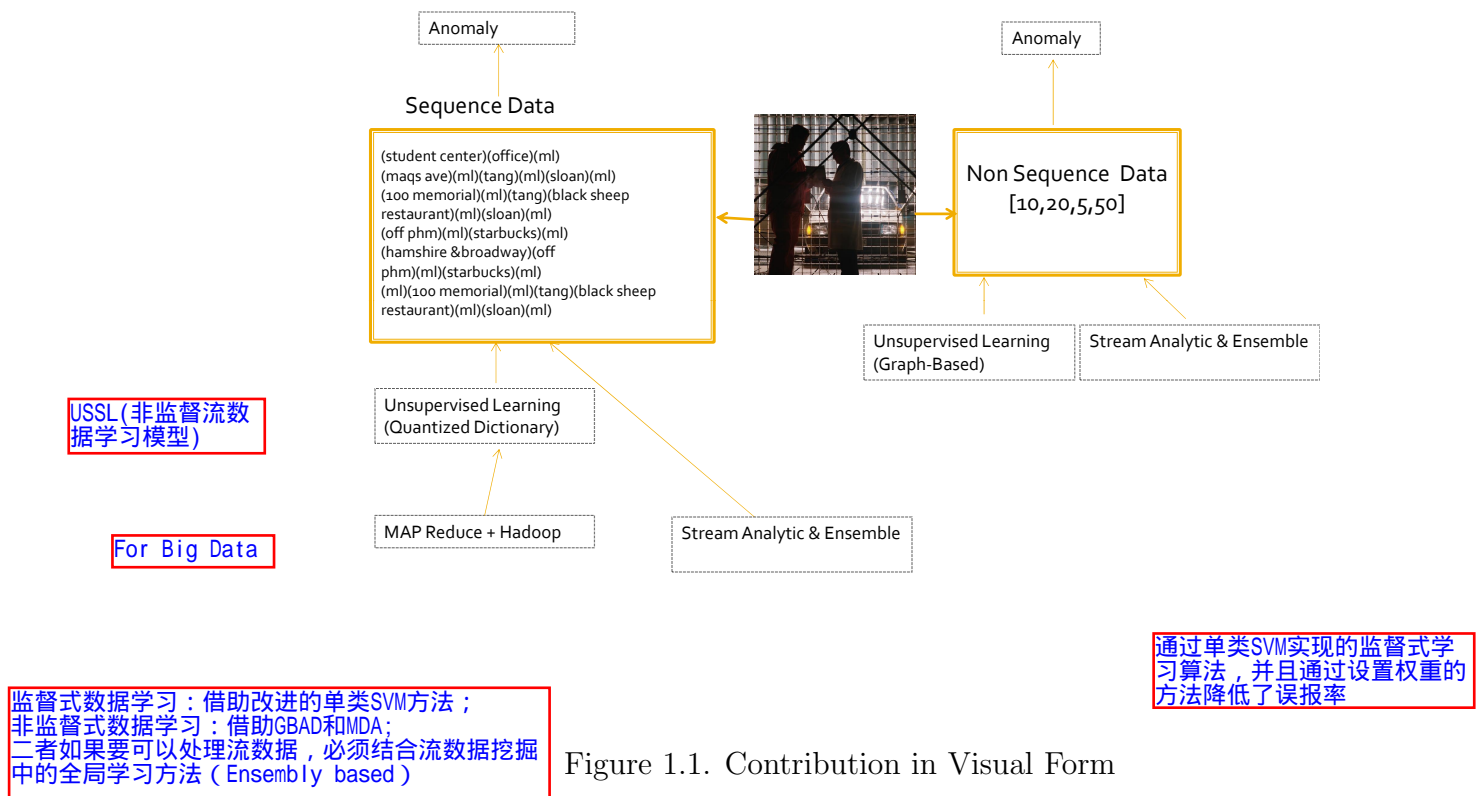 Anomaly
Anomaly
Sequence Data
(student center)(office)(ml)
(maqs ave)(ml)(tang)(ml)(sloan)(ml)
(100 memorial)(ml)(tang)(black sheep
restaurant)(ml)(sloan)(ml)
(off phm)(ml)(starbucks)(ml)
(hamshire &broadway)(off
phm)(ml)(starbucks)(ml)
(ml)(100 memorial)(ml)(tang)(black sheep
restaurant)(ml)(sloan)(ml)
Non Sequence Data
[10,20,5,50]
Unsupervised Learning
(Graph-Based)
Stream Analytic & Ensemble
USSL(非监督流数
据学习模型)
Unsupervised Learning
(Quantized Dictionary)
For Big Data
MAP Reduce + Hadoop
Stream Analytic & Ensemble
通过单类SVM实现的监督式学
习算法，并且通过设置权重的
方法降低了误报率
监督式数据学习：借助改进的单类SVM方法；
非监督式数据学习：借助GBAD和MDA;
二者如果要可以处理流数据，必须结合流数据挖掘
中的全局学习方法（Ensembly based）
Figure 1.1. Contribution in Visual Form